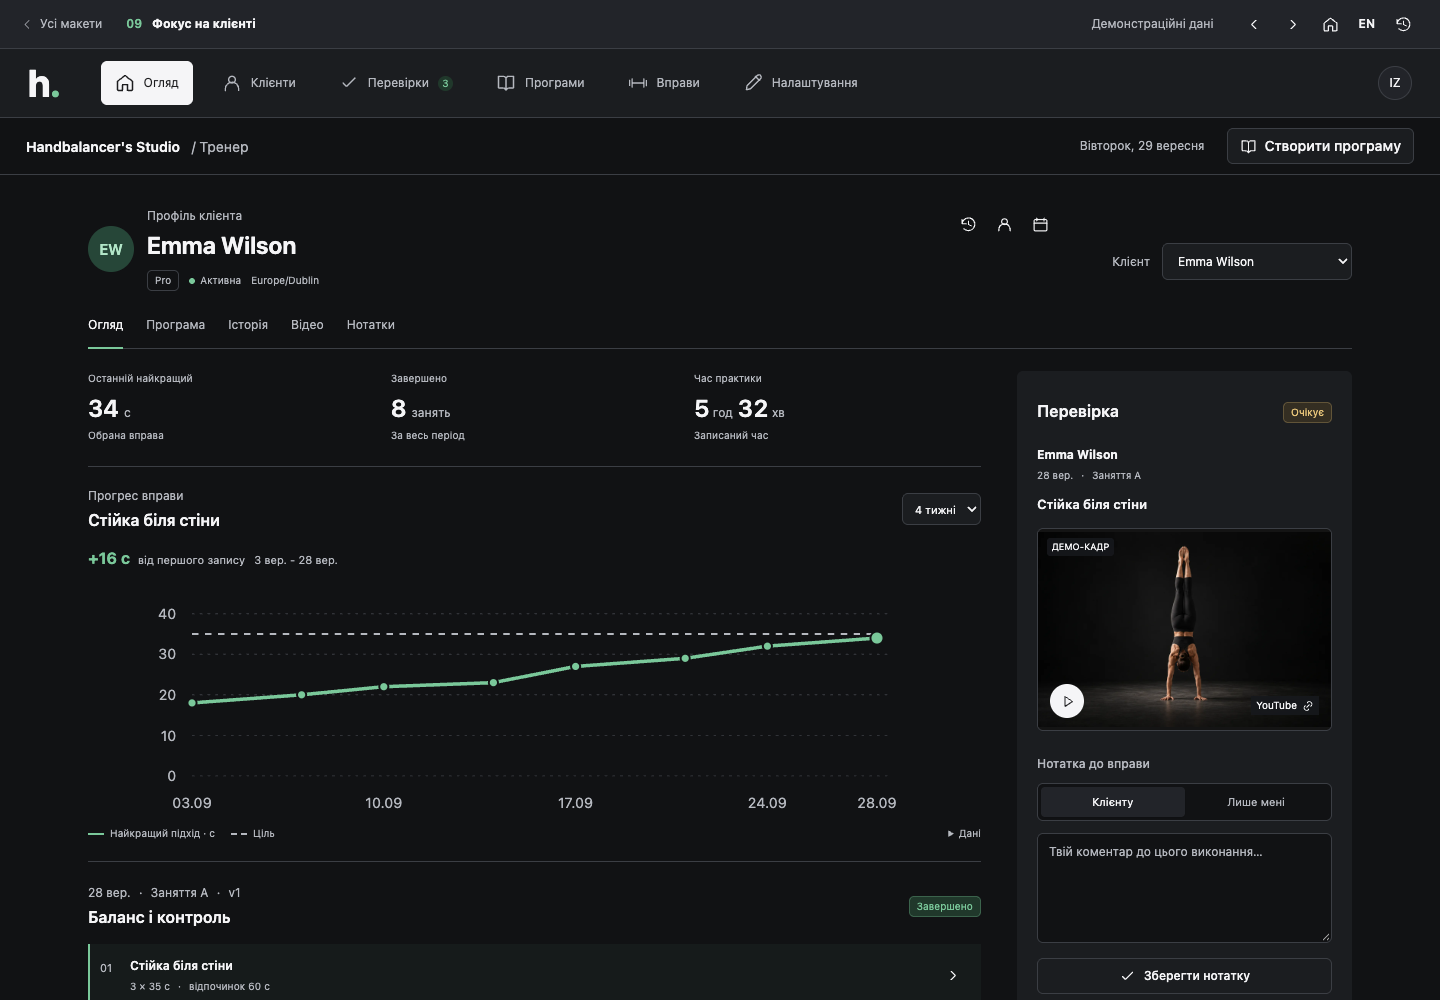 Усі макети
09 Фокус на клієнті
Демонстраційні дані
EN
h.
Огляд
Клієнти
Перевірки 3
Програми
Вправи
Налаштування
IZ
Handbalancer's Studio / Тренер
Вівторок, 29 вересня
Створити програму
EW
Профіль клієнта
Emma Wilson
Pro
Активна
Europe/Dublin
Клієнт
Emma Wilson
Огляд
Програма
Історія
Відео
Нотатки
Останній найкращий
34 с
Обрана вправа
Завершено
8 занять
За весь період
Час практики
5 год 32 хв
Записаний час
Прогрес вправи
Стійка біля стіни
4 тижні
+16 с від першого запису 3 вер. - 28 вер.
40
30
20
10
0
03.09
10.09
17.09
24.09
28.09
Найкращий підхід · с
Ціль
Дані
28 вер. · Заняття A · v1
Баланс і контроль
Завершено
01
Стійка біля стіни
3 × 35 с · відпочинок 60 с
Перевірка
Очікує
Emma Wilson
28 вер. · Заняття A
Стійка біля стіни
ДЕМО-КАДР
YouTube
Нотатка до вправи
Клієнту
Лише мені
Твій коментар до цього виконання...
Зберегти нотатку